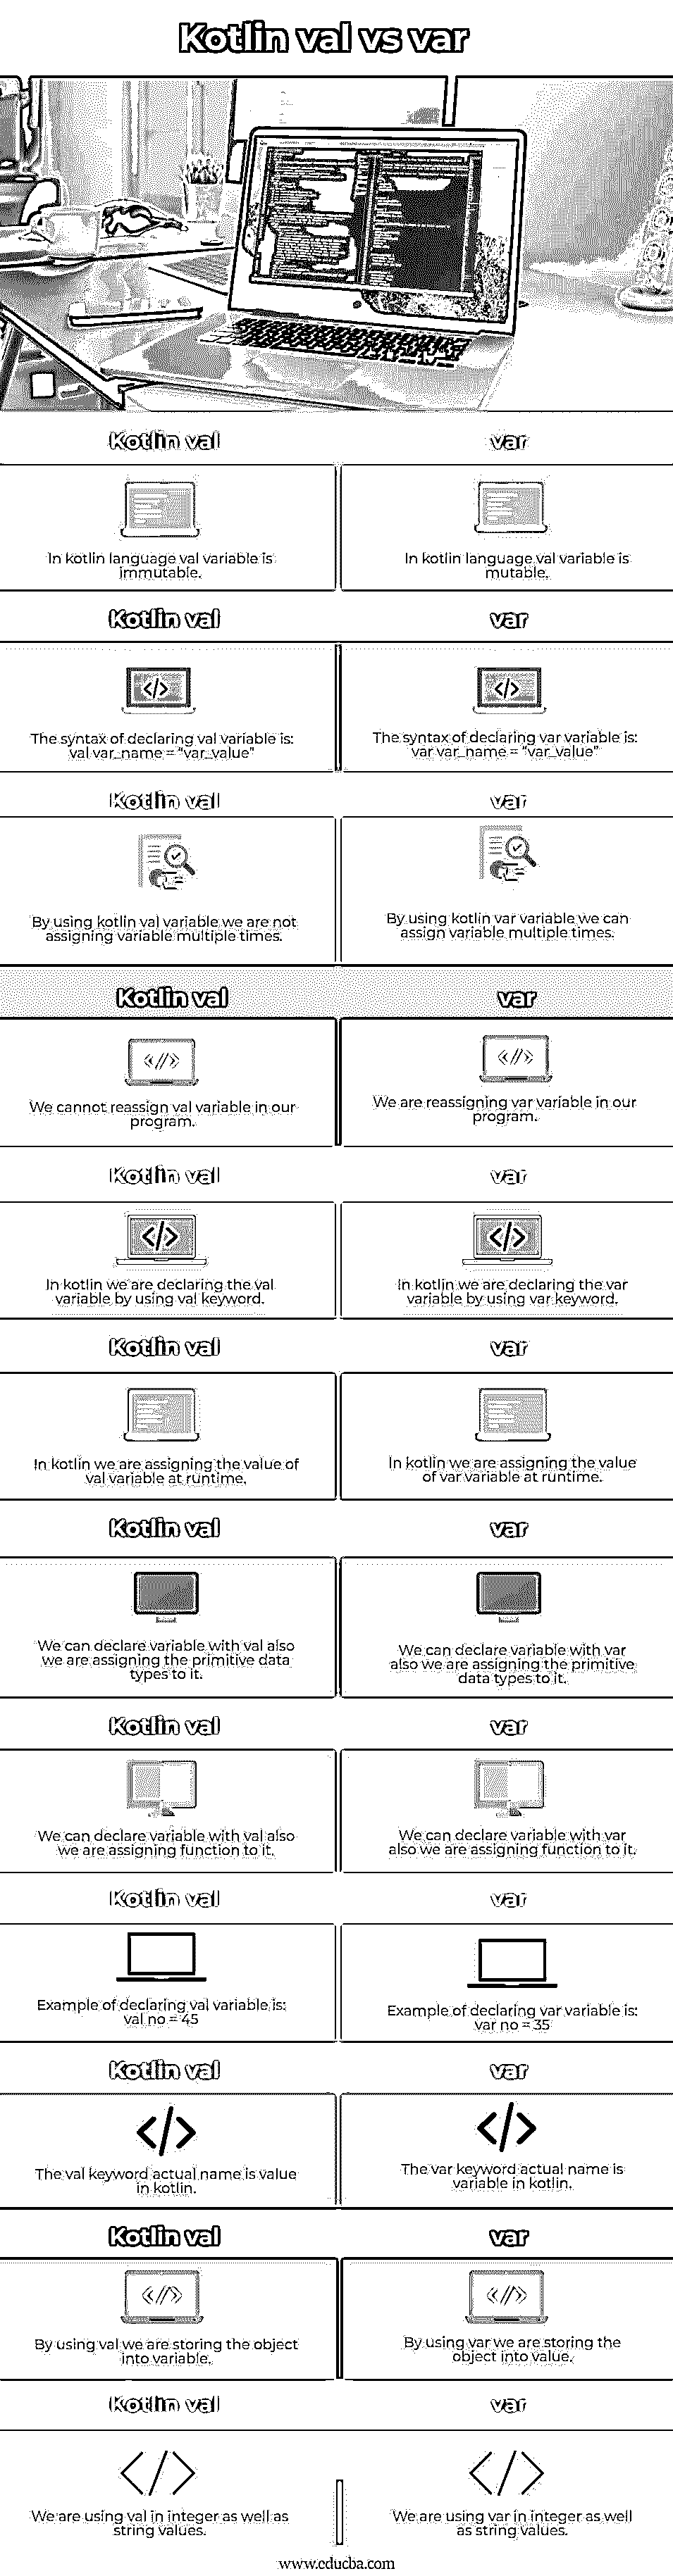 Kotlin val vs var
Kotlin val
var
In kotlin language val variable is
immutable.
In kotlin language val variable is
mutable.
Kotlin val
var
The syntax of declaring val variable is:
val var_name = "var_value"
The syntax of declaring var variable is:
var var_name = "var_value"
Kotlin val
var
By using kotlin val variable we are not
assigning variable multiple times.
By using kotlin var variable we can
assign variable multiple times.
Kotlin val
var
We cannot reassign val variable in our
program.
We are reassigning var variable in our
program.
Kotlin val
var
In kotlin we are declaring the val
variable by using val keyword.
In kotlin we are declaring the var
variable by using var keyword.
Kotlin val
var
In kotlin we are assigning the value of
val variable at runtime.
In kotlin we are assigning the value
of var variable at runtime.
Kotlin val
var
We can declare variable with val also
we are assigning the primitive data
types to it.
We can declare variable with var
also we are assigning the primitive
data types to it.
Kotlin val
var
We can declare variable with val also
we are assigning function to it.
We can declare variable with var
also we are assigning function to it.
Kotlin val
var
Example of declaring val variable is:
val no = 45
Example of declaring var variable is:
var no = 35
Kotlin val
var
The val keyword actual name is value
in kotlin.
The var keyword actual name is
variable in kotlin.
Kotlin val
var
By using val we are storing the object
into variable.
By using var we are storing the
object into value.
Kotlin val
var
We are using val in integer as well as
string values.
We are using var in integer as well
as string values.
www.educba.com